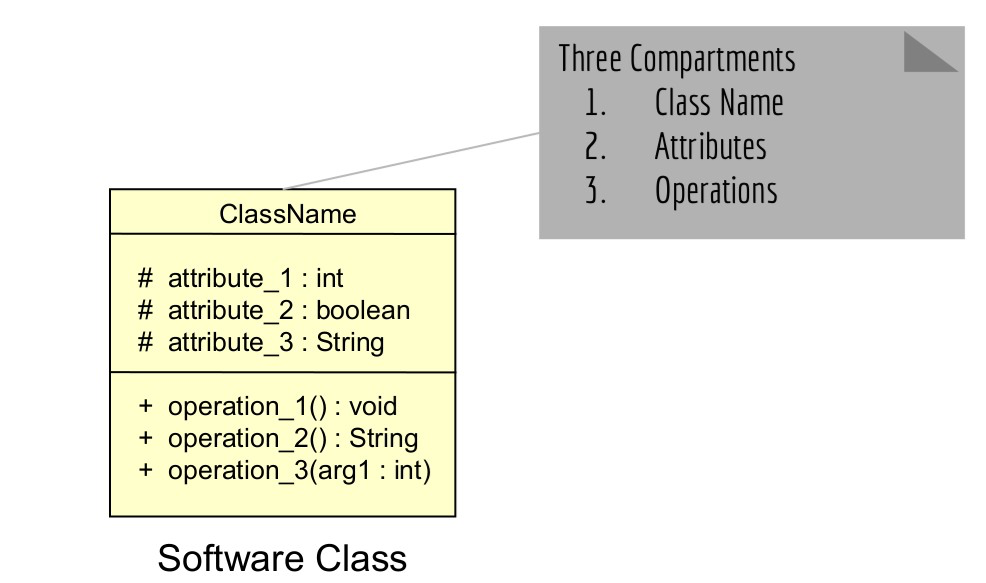 Three Compartments
1. Class Name
2. Attributes
3. Operations
ClassName
# attribute_1 : int
# attribute_2 : boolean
# attribute_3 : String
+ operation_1() : void
+ operation_2() : String
+ operation_3(arg1 : int)
Software Class